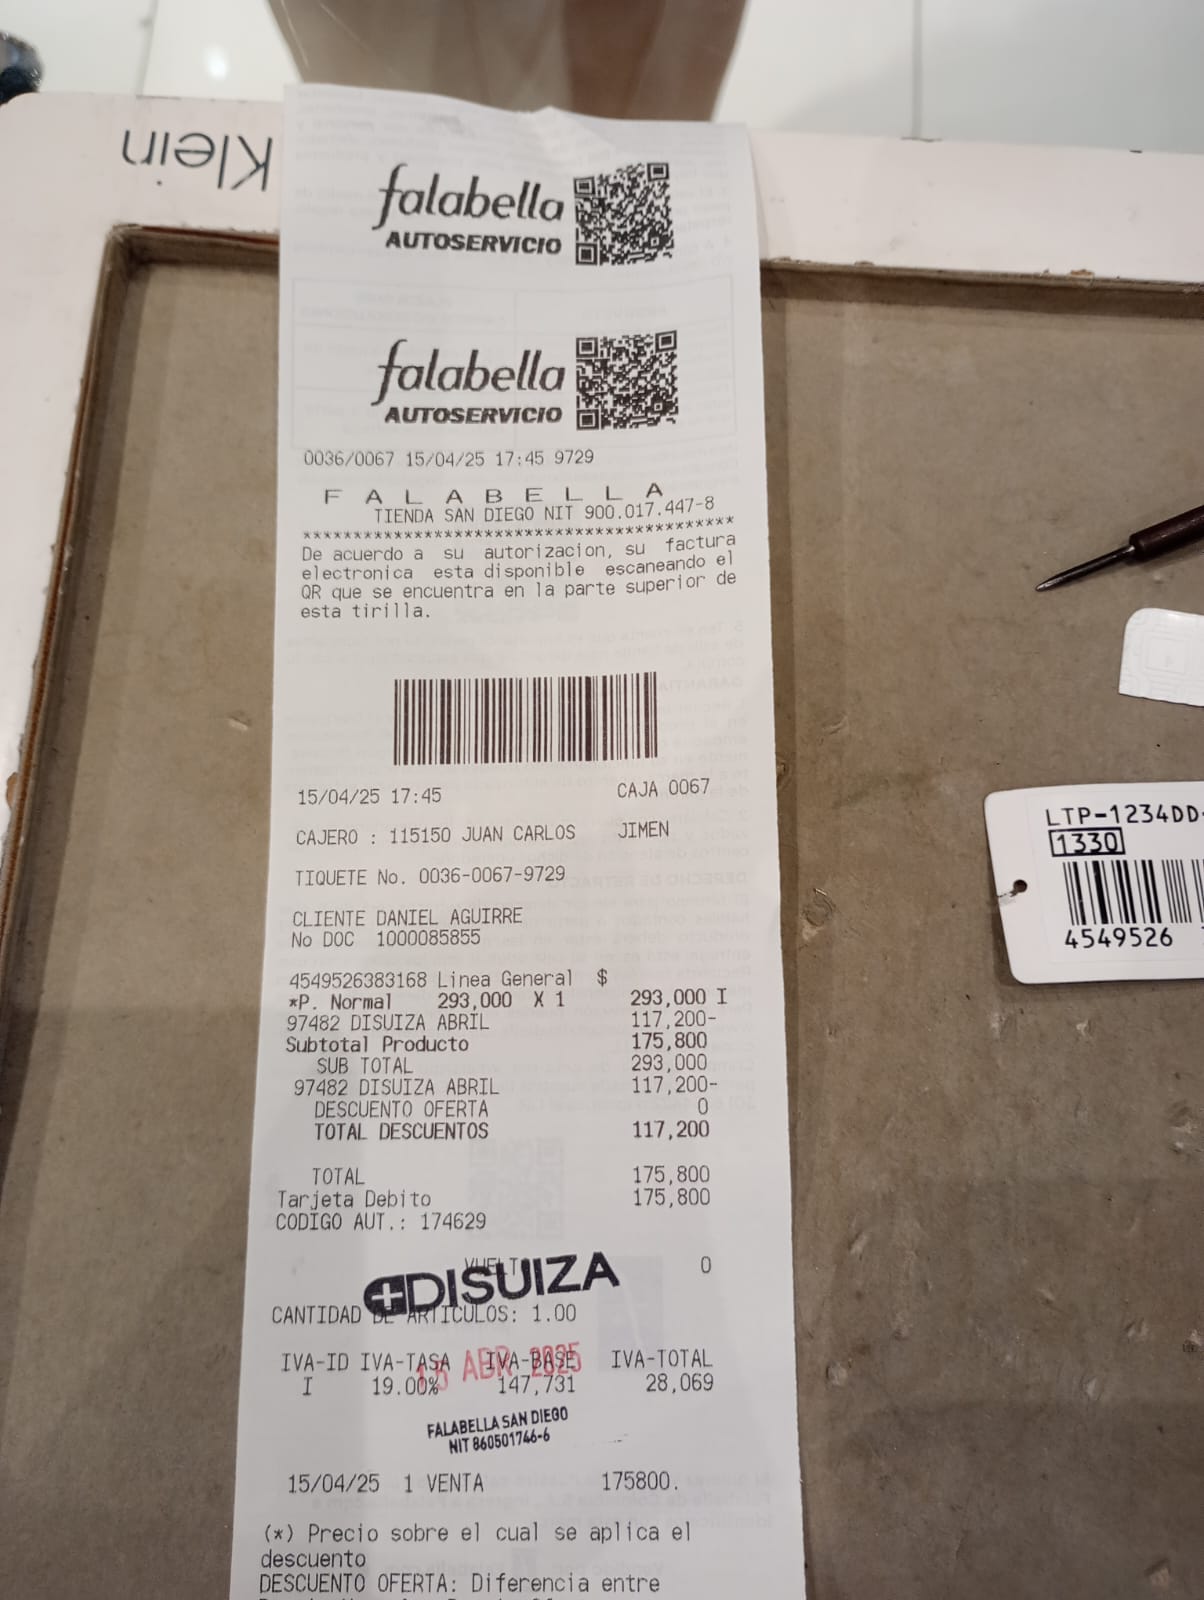 Klein
falabella
AUTOSERVICIO
falabella
AUTOSERVICIO
0036/0067 15/04/25 17:45 9729
F A L A B E L L A
TIENDA SAN DIEGO NIT 900.017.447-8
*****************************************
De acuerdo a su autorizacion, su factura
electronica esta disponible escaneando el
QR que se encuentra en la parte superior de
esta tirilla.
15/04/25 17:45 CAJA 0067
CAJERO : 115150 JUAN CARLOS JIMEN
TIQUETE No. 0036-0067-9729
CLIENTE DANIEL AGUIRRE
No DOC 1000085855
4549526383168 Linea General $
*P. Normal 293,000 X 1 293,000 I
97482 DISUIZA ABRIL 117,200-
Subtotal Producto 175,800
SUB TOTAL 293,000
97482 DISUIZA ABRIL 117,200-
DESCUENTO OFERTA 0
TOTAL DESCUENTOS 117,200
TOTAL 175,800
Tarjeta Debito 175,800
CODIGO AUT.: 174629
VUELTO 0
DISUIZA
CANTIDAD DE ARTICULOS: 1.00
IVA-ID IVA-TASA IVA-BASE IVA-TOTAL
15 ABR 2025
I 19.00% 147,731 28,069
FALABELLA SAN DIEGO
NIT 860501746-6
15/04/25 1 VENTA 175800.
(*) Precio sobre el cual se aplica el
descuento
DESCUENTO OFERTA: Diferencia entre
LTP-1234DD
1330
4549526